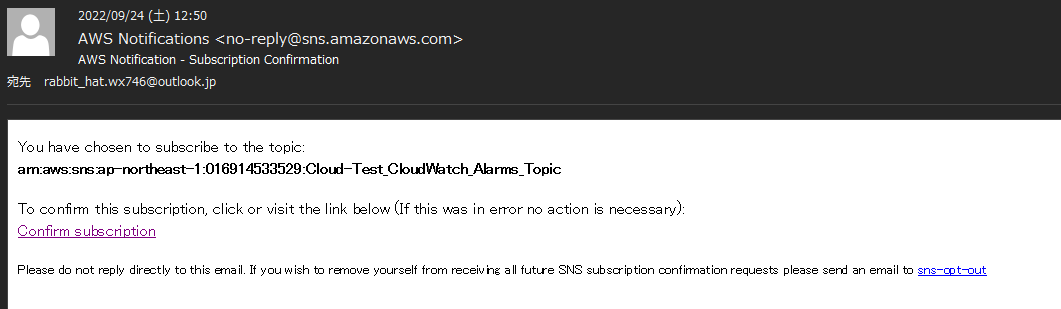 2022/09/24 (土) 12:50
AWS Notifications <no-reply@sns.amazonaws.com>
AWS Notification - Subscription Confirmation
宛先 rabbit_hat.wx746@outlook.jp
You have chosen to subscribe to the topic:
arn:aws:sns:ap-northeast-1:016914533529:Cloud-Test_CloudWatch_Alarms_Topic
To confirm this subscription, click or visit the link below (If this was in error no action is necessary):
Confirm subscription
Please do not reply directly to this email. If you wish to remove yourself from receiving all future SNS subscription confirmation requests please send an email to sns-opt-out